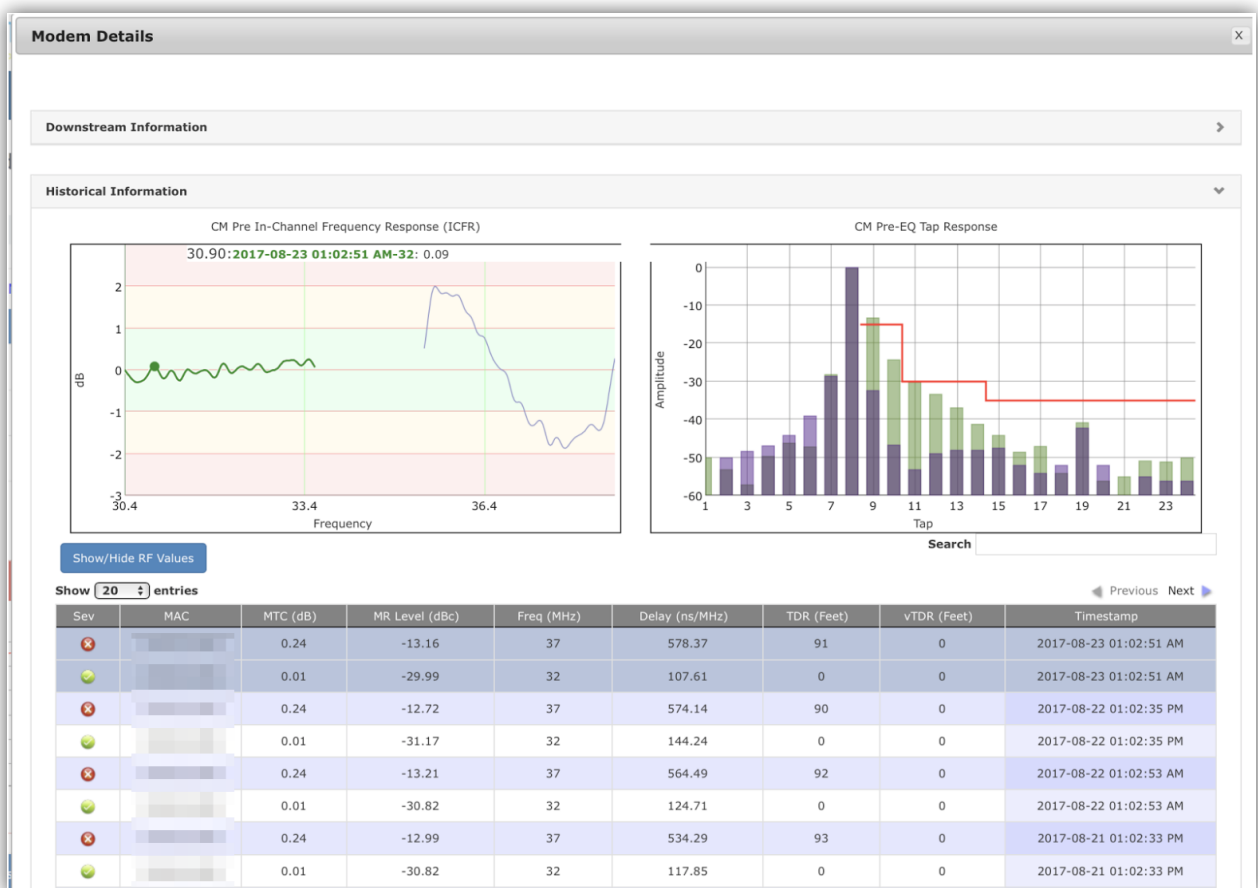 Modem Details X
Downstream Information
Historical Information
CM Pre In-Channel Frequency Response (ICFR)
30.90:2017-08-23 01:02:51 AM-32: 0.09
2
1
0
-1
-2
-3
dB
30.4 33.4 36.4
Frequency
CM Pre-EQ Tap Response
0
-10
-20
-30
-40
-50
-60
Amplitude
1 3 5 7 9 11 13 15 17 19 21 23
Tap
Search
Show/Hide RF Values
Show 20 entries
Previous Next
Sev MAC MTC (dB) MR Level (dBc) Freq (MHz) Delay (ns/MHz) TDR (Feet) vTDR (Feet) Timestamp
0.24 -13.16 37 578.37 91 0 2017-08-23 01:02:51 AM
0.01 -29.99 32 107.61 0 0 2017-08-23 01:02:51 AM
0.24 -12.72 37 574.14 90 0 2017-08-22 01:02:35 PM
0.01 -31.17 32 144.24 0 0 2017-08-22 01:02:35 PM
0.24 -13.21 37 564.49 92 0 2017-08-22 01:02:53 AM
0.01 -30.82 32 124.71 0 0 2017-08-22 01:02:53 AM
0.24 -12.99 37 534.29 93 0 2017-08-21 01:02:33 PM
0.01 -30.82 32 117.85 0 0 2017-08-21 01:02:33 PM